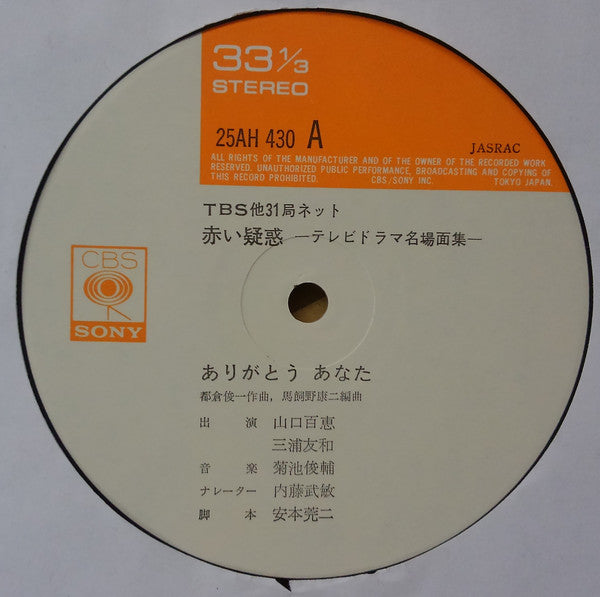 33 1/3
STEREO
25AH 430 A
JASRAC
ALL RIGHTS OF THE MANUFACTURER AND OF THE OWNER OF THE RECORDED WORK
RESERVED. UNAUTHORIZED PUBLIC PERFORMANCE, BROADCASTING AND COPYING OF
THIS RECORD PROHIBITED. CBS/SONY INC. TOKYO JAPAN.
TBS他31局ネット
赤い疑惑 ―テレビドラマ名場面集―
CBS
SONY
ありがとう あなた
都倉俊一作曲, 馬飼野康二編曲
出 演 山口百恵
三浦友和
音 楽 菊池俊輔
ナレーター 内藤武敏
脚 本 安本莞二